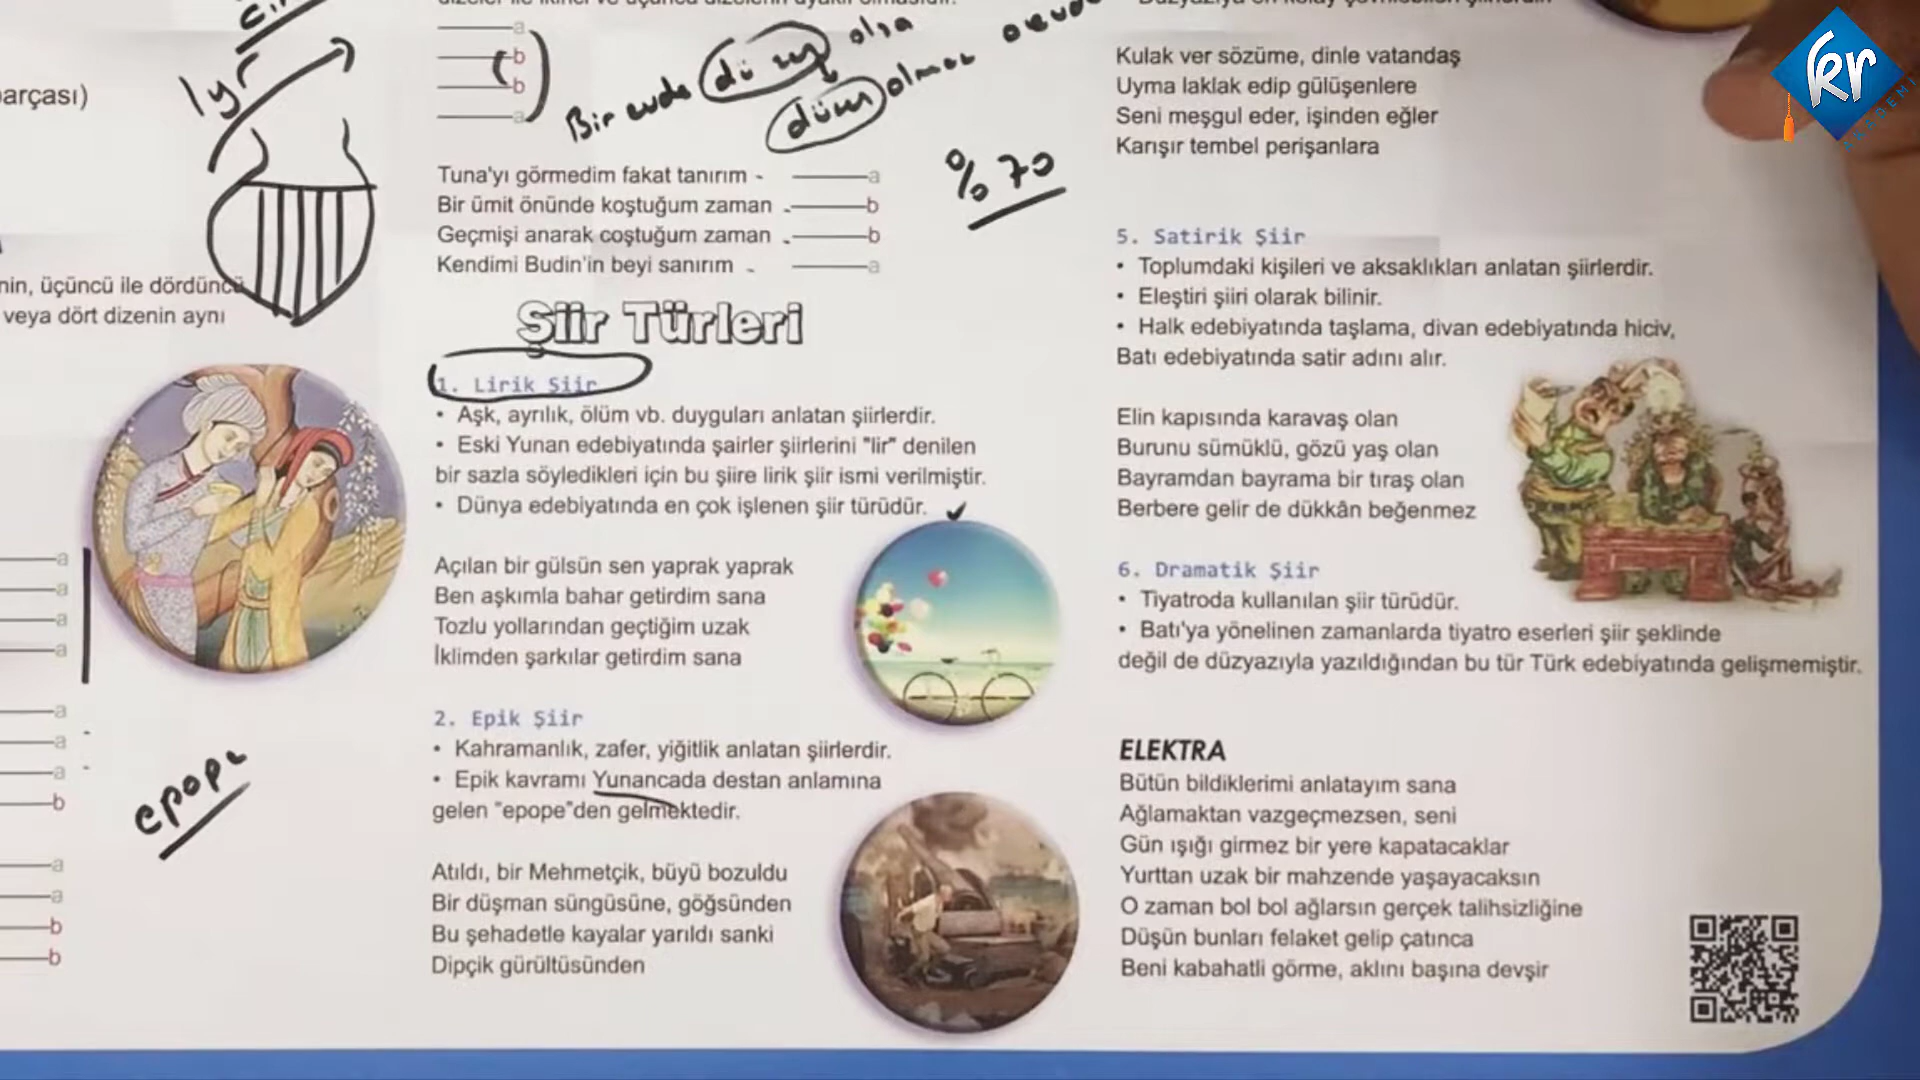 arçası)
nin, üçüncü ile dördüncü
veya dört dizenin aynı
a
a
a
a
a
a
a
b
a
a
b
b
lyr
epope
a
b
b
a
Bir evde
olsa
olmaz
%70
Tuna'yı görmedim fakat tanırım - a
Bir ümit önünde koştuğum zaman - b
Geçmişi anarak coştuğum zaman - b
Kendimi Budin'in beyi sanırım - a
Şiir Türleri
1. Lirik Şiir
• Aşk, ayrılık, ölüm vb. duyguları anlatan şiirlerdir.
• Eski Yunan edebiyatında şairler şiirlerini "lir" denilen
bir sazla söyledikleri için bu şiire lirik şiir ismi verilmiştir.
• Dünya edebiyatında en çok işlenen şiir türüdür.
Açılan bir gülsün sen yaprak yaprak
Ben aşkımla bahar getirdim sana
Tozlu yollarından geçtiğim uzak
İklimden şarkılar getirdim sana
2. Epik Şiir
• Kahramanlık, zafer, yiğitlik anlatan şiirlerdir.
• Epik kavramı Yunancada destan anlamına
gelen "epope"den gelmektedir.
Atıldı, bir Mehmetçik, büyü bozuldu
Bir düşman süngüsüne, göğsünden
Bu şehadetle kayalar yarıldı sanki
Dipçik gürültüsünden
Kulak ver sözüme, dinle vatandaş
Uyma laklak edip gülüşenlere
Seni meşgul eder, işinden eğler
Karışır tembel perişanlara
5. Satirik Şiir
• Toplumdaki kişileri ve aksaklıkları anlatan şiirlerdir.
• Eleştiri şiiri olarak bilinir.
• Halk edebiyatında taşlama, divan edebiyatında hiciv,
Batı edebiyatında satir adını alır.
Elin kapısında karavaş olan
Burunu sümüklü, gözü yaş olan
Bayramdan bayrama bir tıraş olan
Berbere gelir de dükkân beğenmez
6. Dramatik Şiir
• Tiyatroda kullanılan şiir türüdür.
• Batı'ya yönelinen zamanlarda tiyatro eserleri şiir şeklinde
değil de düzyazıyla yazıldığından bu tür Türk edebiyatında gelişmemiştir.
ELEKTRA
Bütün bildiklerimi anlatayım sana
Ağlamaktan vazgeçmezsen, seni
Gün ışığı girmez bir yere kapatacaklar
Yurttan uzak bir mahzende yaşayacaksın
O zaman bol bol ağlarsın gerçek talihsizliğine
Düşün bunları felaket gelip çatınca
Beni kabahatli görme, aklını başına devşir
kr
AKADEMİ